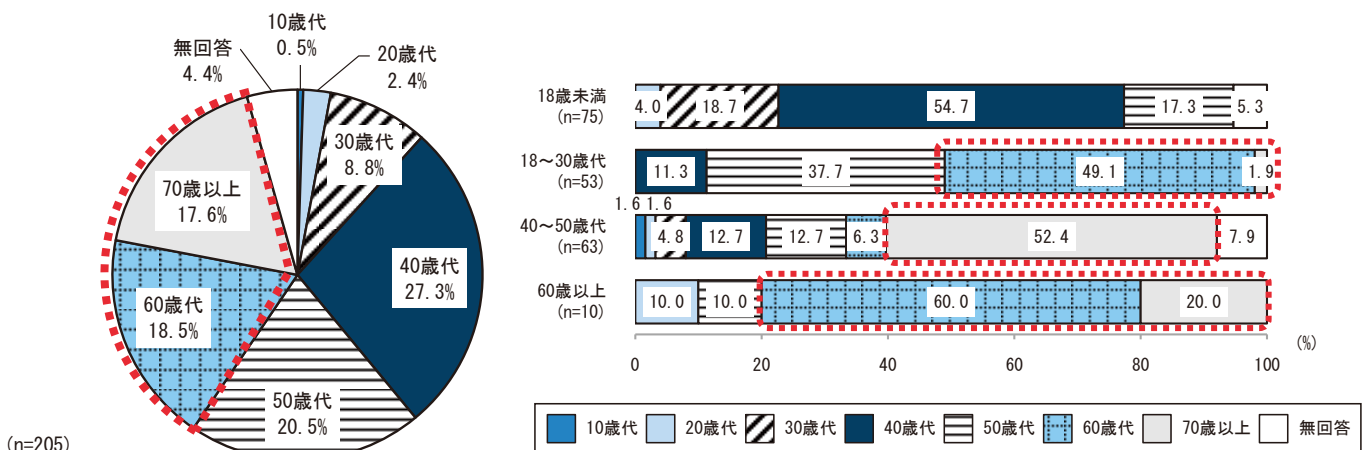 10歳代
0.5%
20歳代
2.4%
無回答
4.4%
30歳代
8.8%
70歳以上
17.6%
40歳代
27.3%
60歳代
18.5%
50歳代
20.5%
(n=205)
18歳未満
(n=75)
4.0 18.7 54.7 17.3 5.3
18~30歳代
(n=53)
11.3 37.7 49.1 1.9
1.6 1.6
40~50歳代
(n=63)
4.8 12.7 12.7 6.3 52.4 7.9
60歳以上
(n=10)
10.0 10.0 60.0 20.0
(%)
0 20 40 60 80 100
10歳代 20歳代 30歳代 40歳代 50歳代 60歳代 70歳以上 無回答